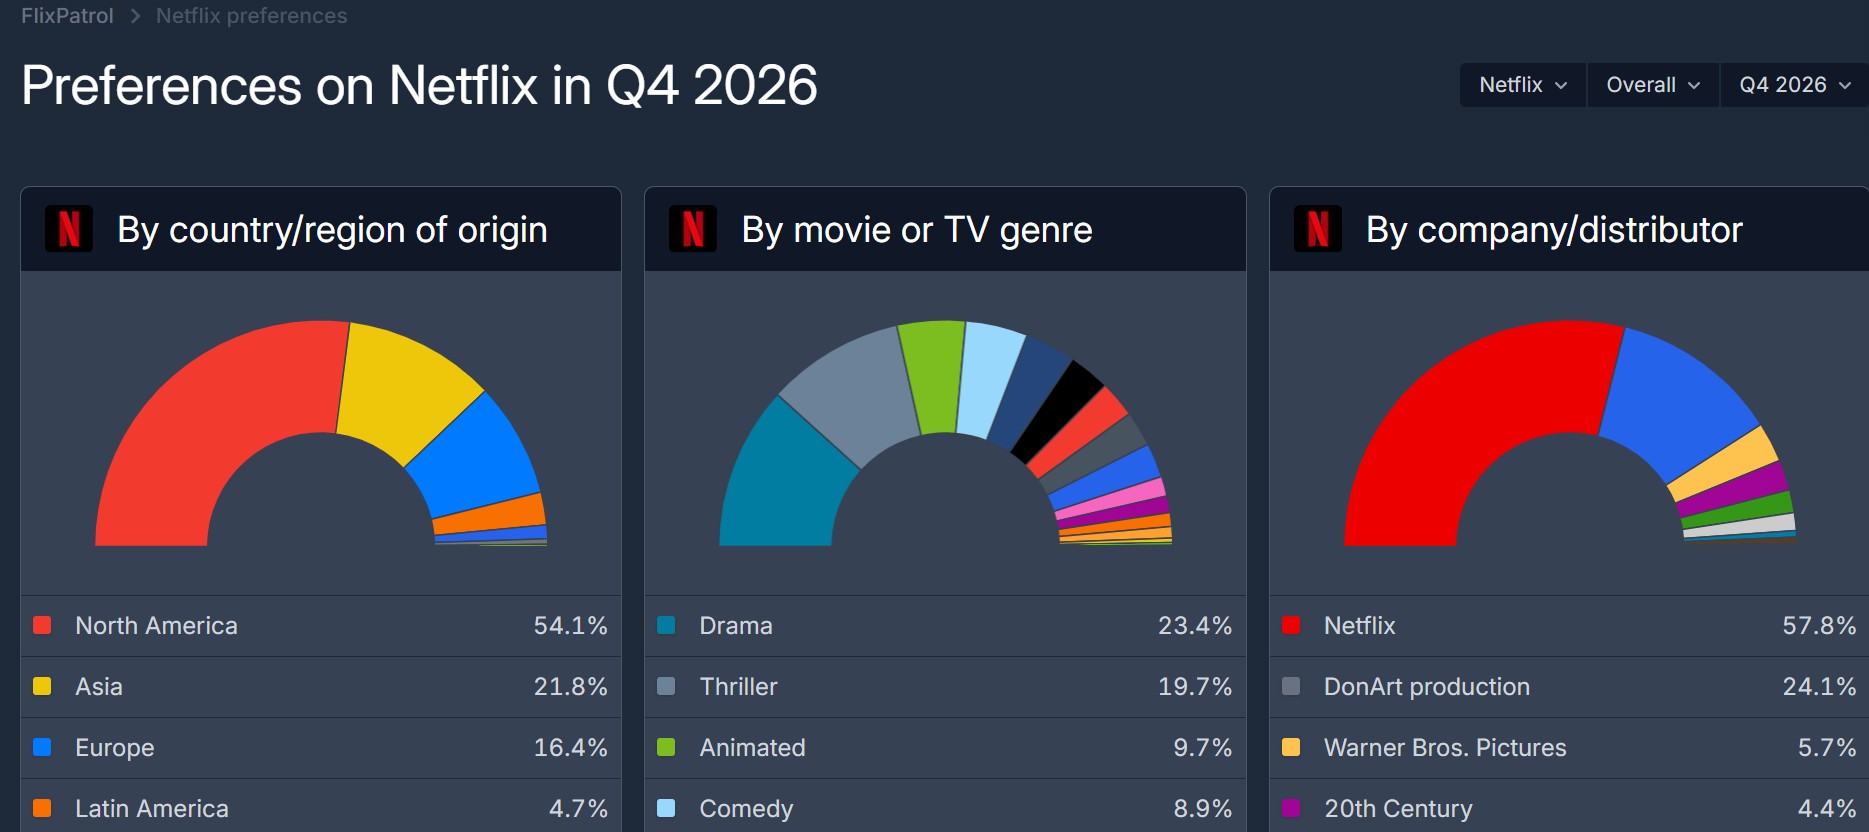 FlixPatrol > Netflix preferences
Preferences on Netflix in Q4 2026
Netflix Overall Q4 2026
By country/region of origin
North America 54.1%
Asia 21.8%
Europe 16.4%
Latin America 4.7%
By movie or TV genre
Drama 23.4%
Thriller 19.7%
Animated 9.7%
Comedy 8.9%
By company/distributor
Netflix 57.8%
DonArt production 24.1%
Warner Bros. Pictures 5.7%
20th Century 4.4%